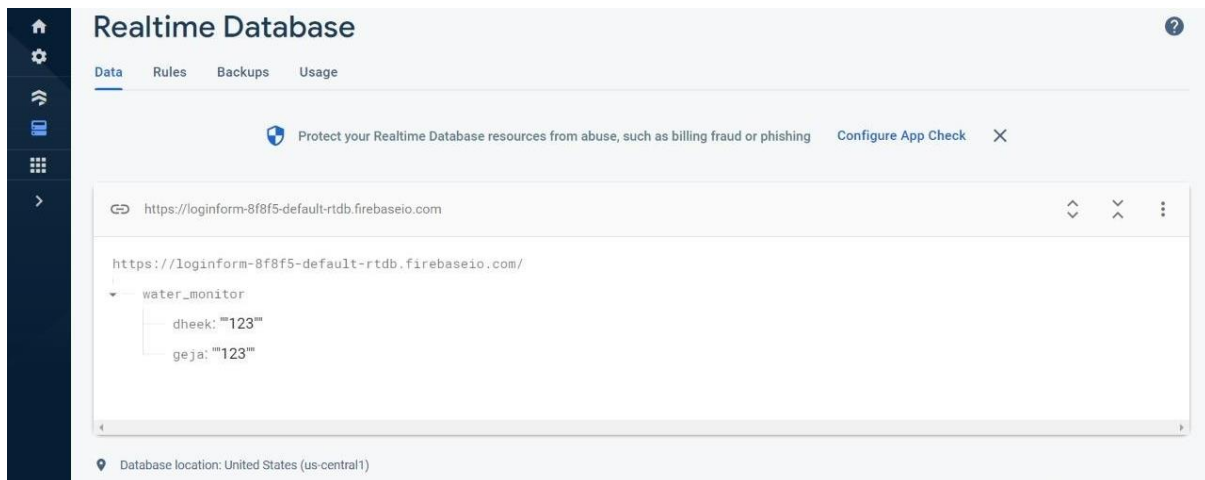 Realtime Database
Data Rules Backups Usage
Protect your Realtime Database resources from abuse, such as billing fraud or phishing Configure App Check
https://loginform-8f8f5-default-rtdb.firebaseio.com
https://loginform-8f8f5-default-rtdb.firebaseio.com/
water_monitor
dheek: ""123""
geja: ""123""
Database location: United States (us-central1)